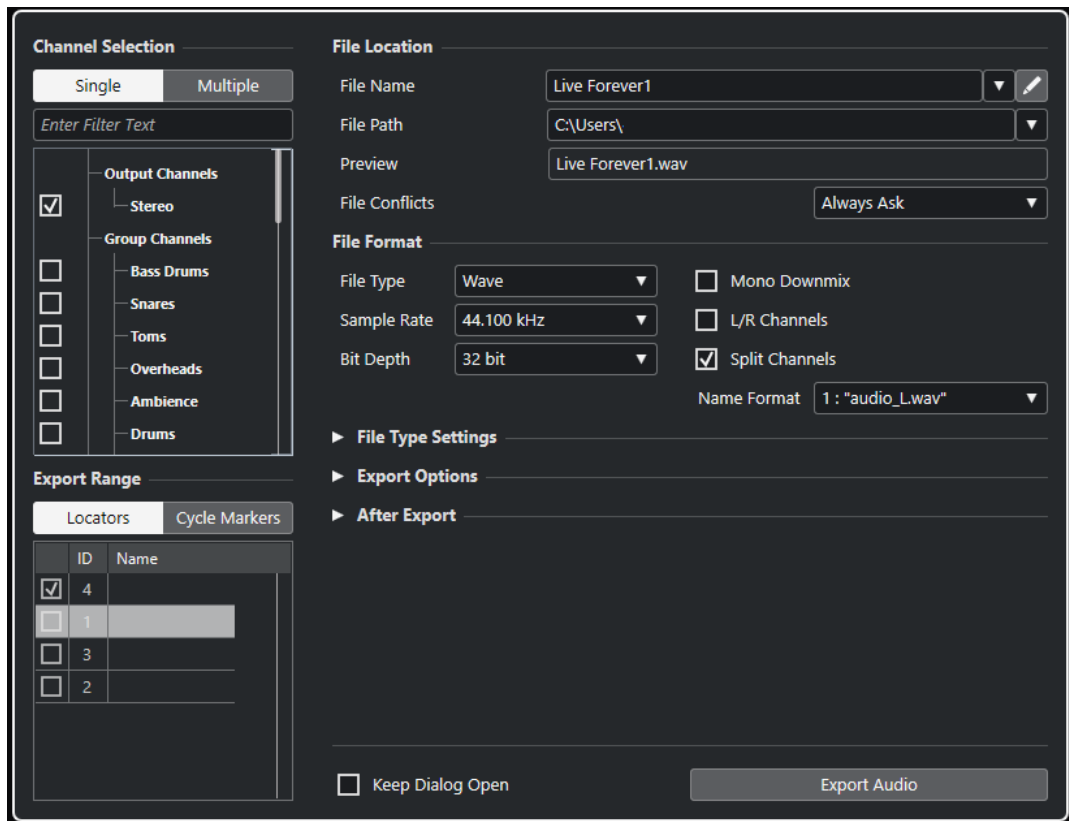 Channel Selection
Single Multiple
Enter Filter Text
Output Channels
Stereo
Group Channels
Bass Drums
Snares
Toms
Overheads
Ambience
Drums
Export Range
Locators Cycle Markers
ID Name
4
1
3
2
File Location
File Name Live Forever1
File Path C:\Users\
Preview Live Forever1.wav
File Conflicts Always Ask
File Format
File Type Wave Mono Downmix
Sample Rate 44.100 kHz L/R Channels
Bit Depth 32 bit Split Channels
Name Format 1 : "audio_L.wav"
File Type Settings
Export Options
After Export
Keep Dialog Open Export Audio